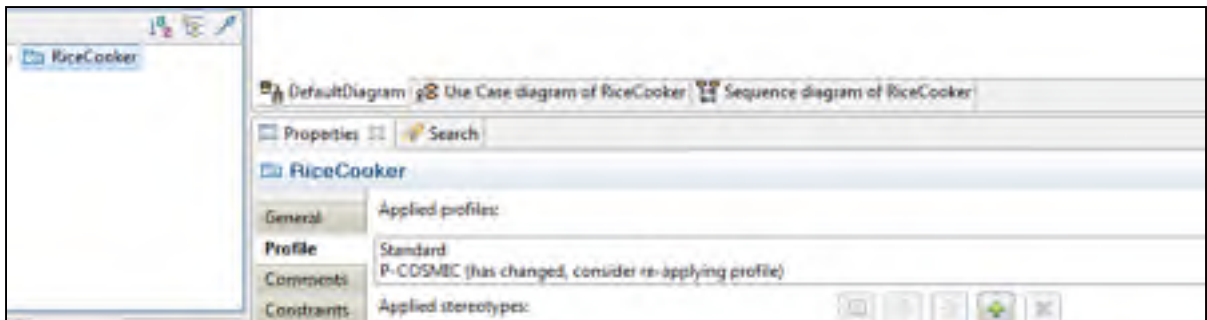 RiceCooker
DefaultDiagram Use Case diagram of RiceCooker Sequence diagram of RiceCooker
Properties Search
RiceCooker
General Applied profiles:
Profile Standard
P-COSMIC (has changed, consider re-applying profile)
Comments
Constraints Applied stereotypes: